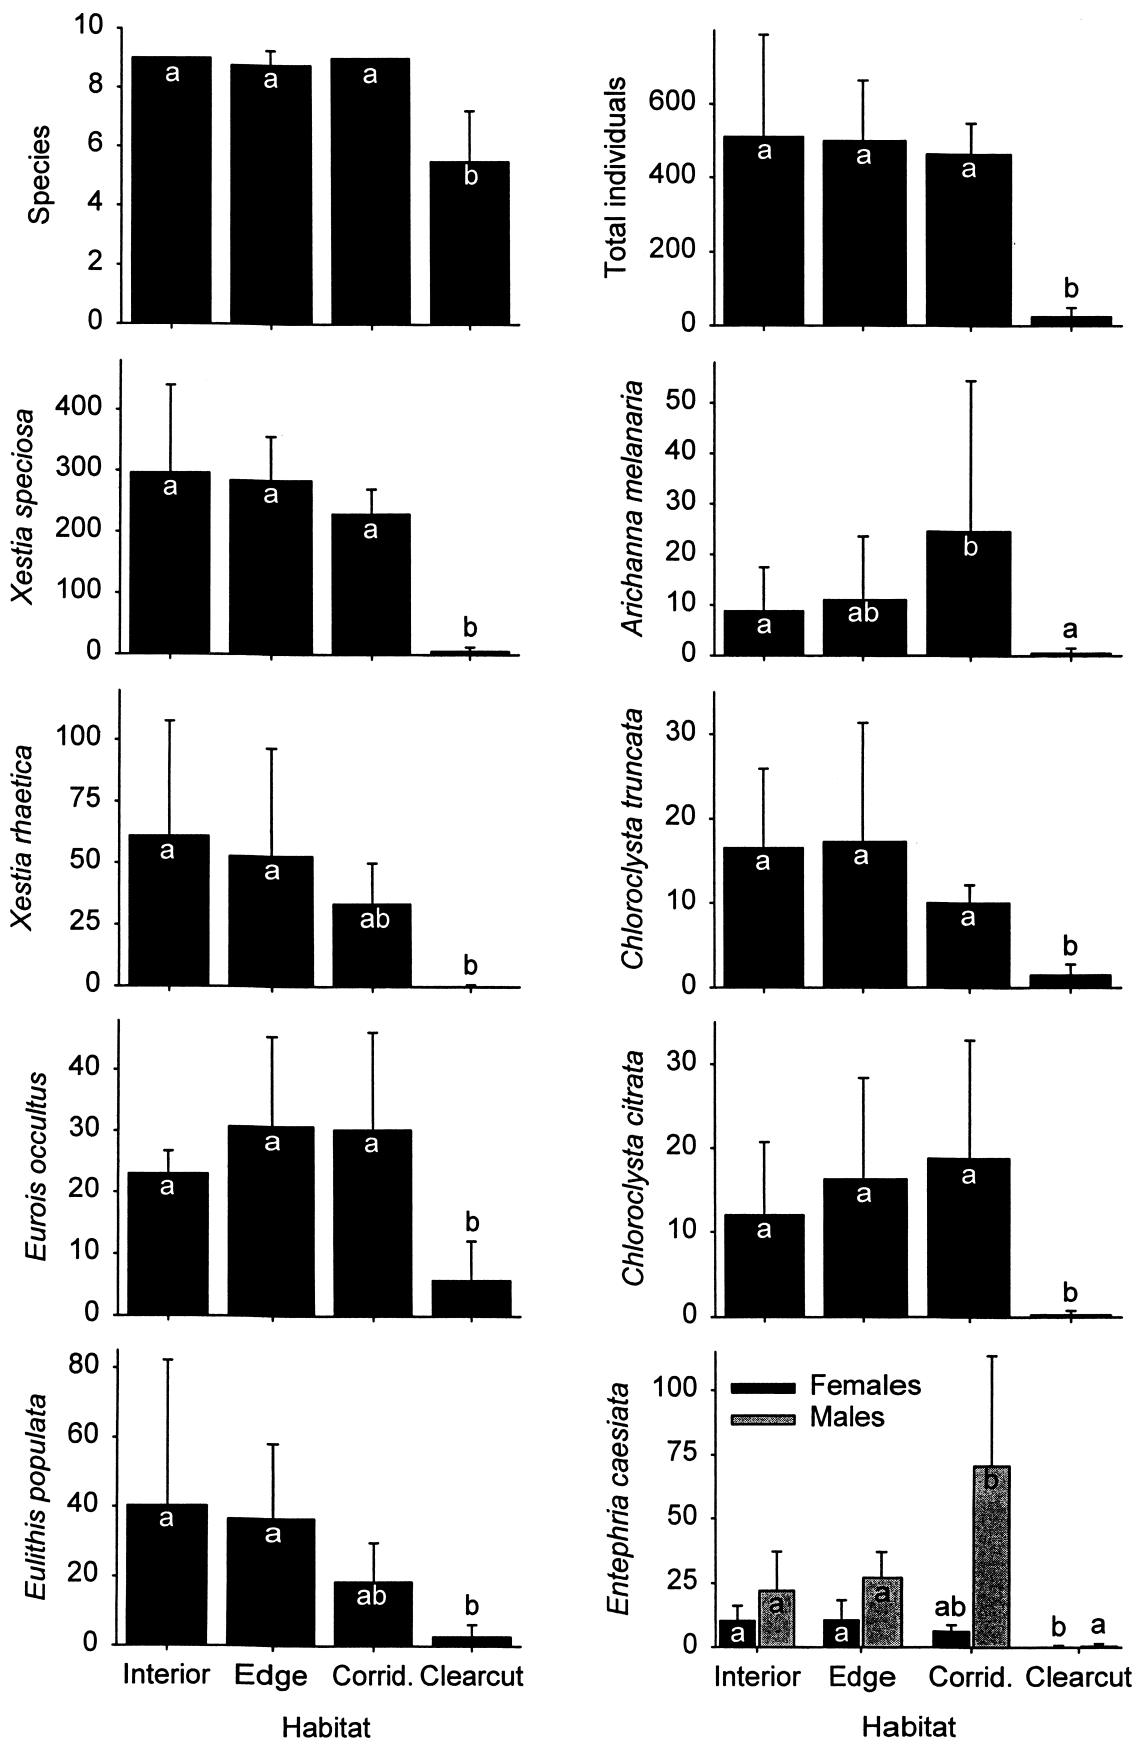 Species
10
8
6
4
2
0
a
a
a
b
Total individuals
600
400
200
0
a
a
a
b
Xestia speciosa
400
300
200
100
0
a
a
a
b
Arichanna melanaria
50
40
30
20
10
0
a
ab
b
a
Xestia rhaetica
100
75
50
25
0
a
a
ab
b
Chloroclysta truncata
30
20
10
0
a
a
a
b
Eurois occultus
40
30
20
10
0
a
a
a
b
Chloroclysta citrata
30
20
10
0
a
a
a
b
Eulithis populata
80
60
40
20
0
a
a
ab
b
Interior Edge Corrid. Clearcut
Habitat
Entephria caesiata
100
75
50
25
0
Females
Males
a
a
a
a
ab
b
b
a
Interior Edge Corrid. Clearcut
Habitat